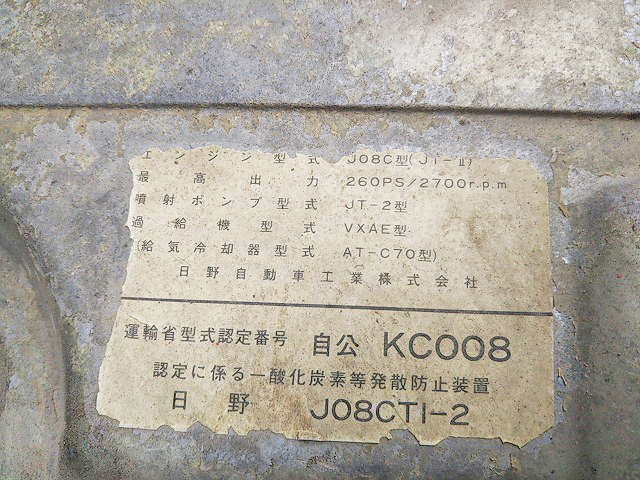 エンジン型式 J08C型(JT-Ⅱ)
最高出力 260PS/2700r.p.m
噴射ポンプ型式 JT-2型
過給機型式 VXAE型
(給気冷却器型式 AT-C70型)
日野自動車工業株式会社
運輸省型式認定番号 自公 KC008
認定に係る一酸化炭素等発散防止装置
日野 J08CTI-2